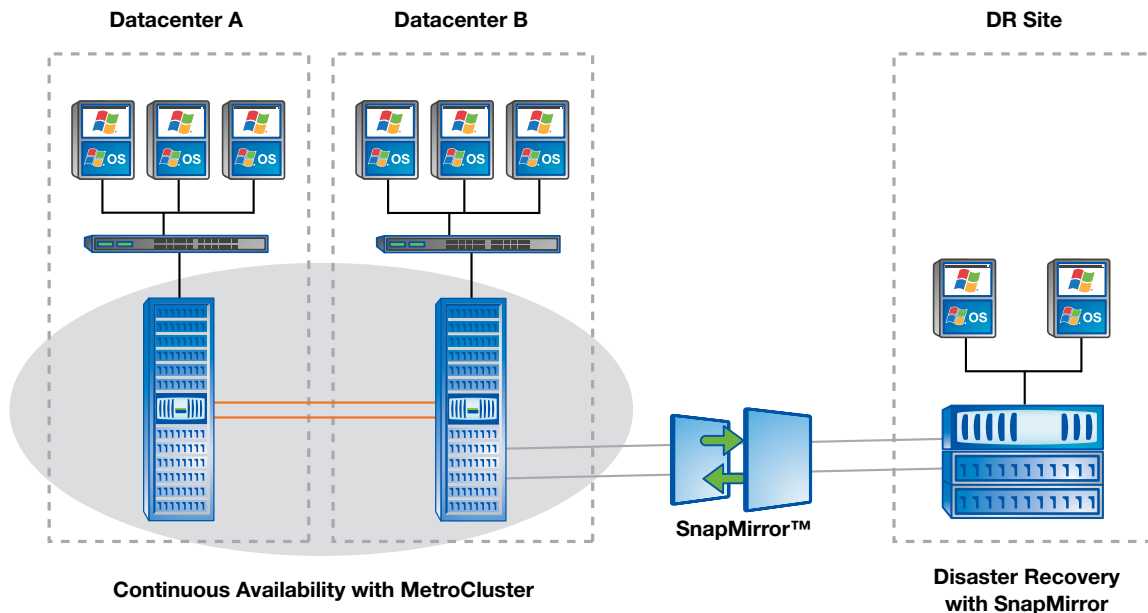 Datacenter A
Datacenter B
DR Site
OS
OS
OS
OS
OS
OS
OS
OS
SnapMirror™
Continuous Availability with MetroCluster
Disaster Recovery
with SnapMirror